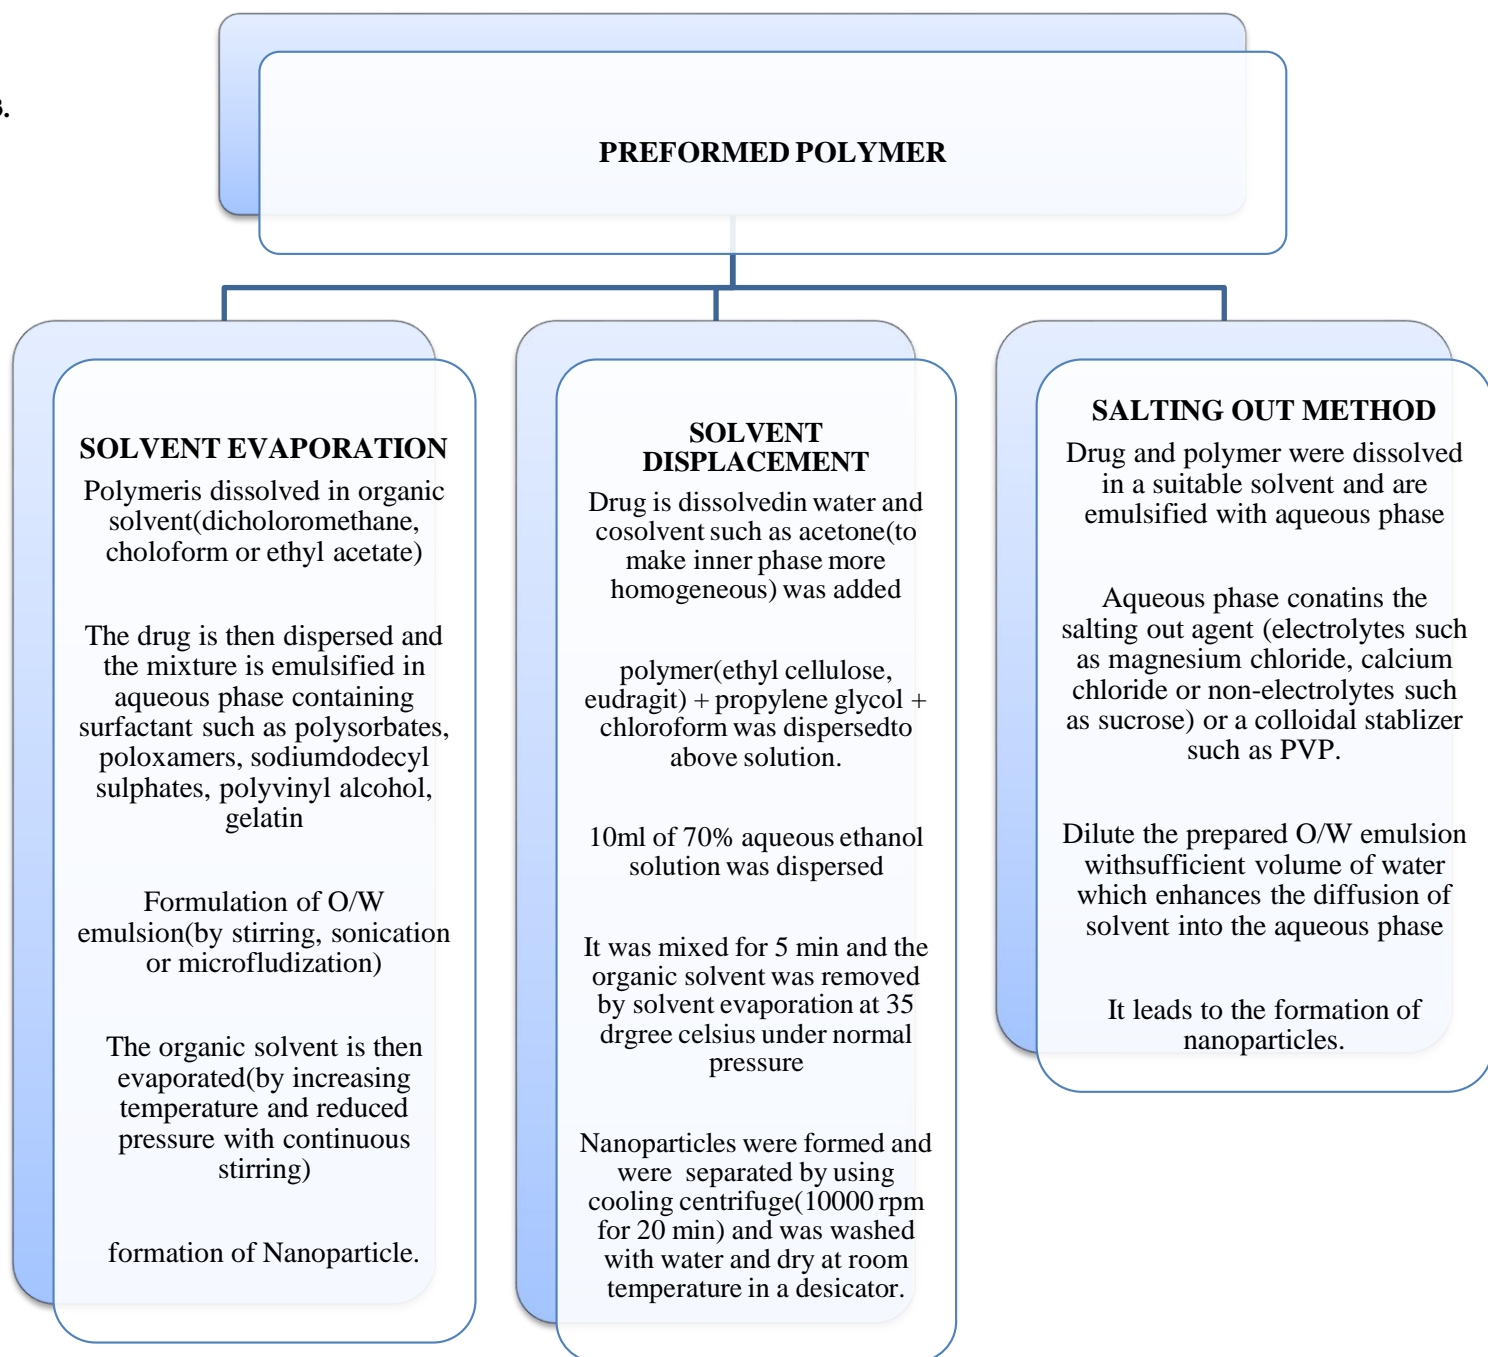 PREFORMED POLYMER
SOLVENT EVAPORATION
Polymeris dissolved in organic
solvent(dicholoromethane,
choloform or ethyl acetate)
The drug is then dispersed and
the mixture is emulsified in
aqueous phase containing
surfactant such as polysorbates,
poloxamers, sodiumdodecyl
sulphates, polyvinyl alcohol,
gelatin
Formulation of O/W
emulsion(by stirring, sonication
or microfludization)
The organic solvent is then
evaporated(by increasing
temperature and reduced
pressure with continuous
stirring)
formation of Nanoparticle.
SOLVENT
DISPLACEMENT
Drug is dissolvedin water and
cosolvent such as acetone(to
make inner phase more
homogeneous) was added
polymer(ethyl cellulose,
eudragit) + propylene glycol +
chloroform was dispersedto
above solution.
10ml of 70% aqueous ethanol
solution was dispersed
It was mixed for 5 min and the
organic solvent was removed
by solvent evaporation at 35
drgree celsius under normal
pressure
Nanoparticles were formed and
were separated by using
cooling centrifuge(10000 rpm
for 20 min) and was washed
with water and dry at room
temperature in a desicator.
SALTING OUT METHOD
Drug and polymer were dissolved
in a suitable solvent and are
emulsified with aqueous phase
Aqueous phase conatins the
salting out agent (electrolytes such
as magnesium chloride, calcium
chloride or non-electrolytes such
as sucrose) or a colloidal stablizer
such as PVP.
Dilute the prepared O/W emulsion
withsufficient volume of water
which enhances the diffusion of
solvent into the aqueous phase
It leads to the formation of
nanoparticles.